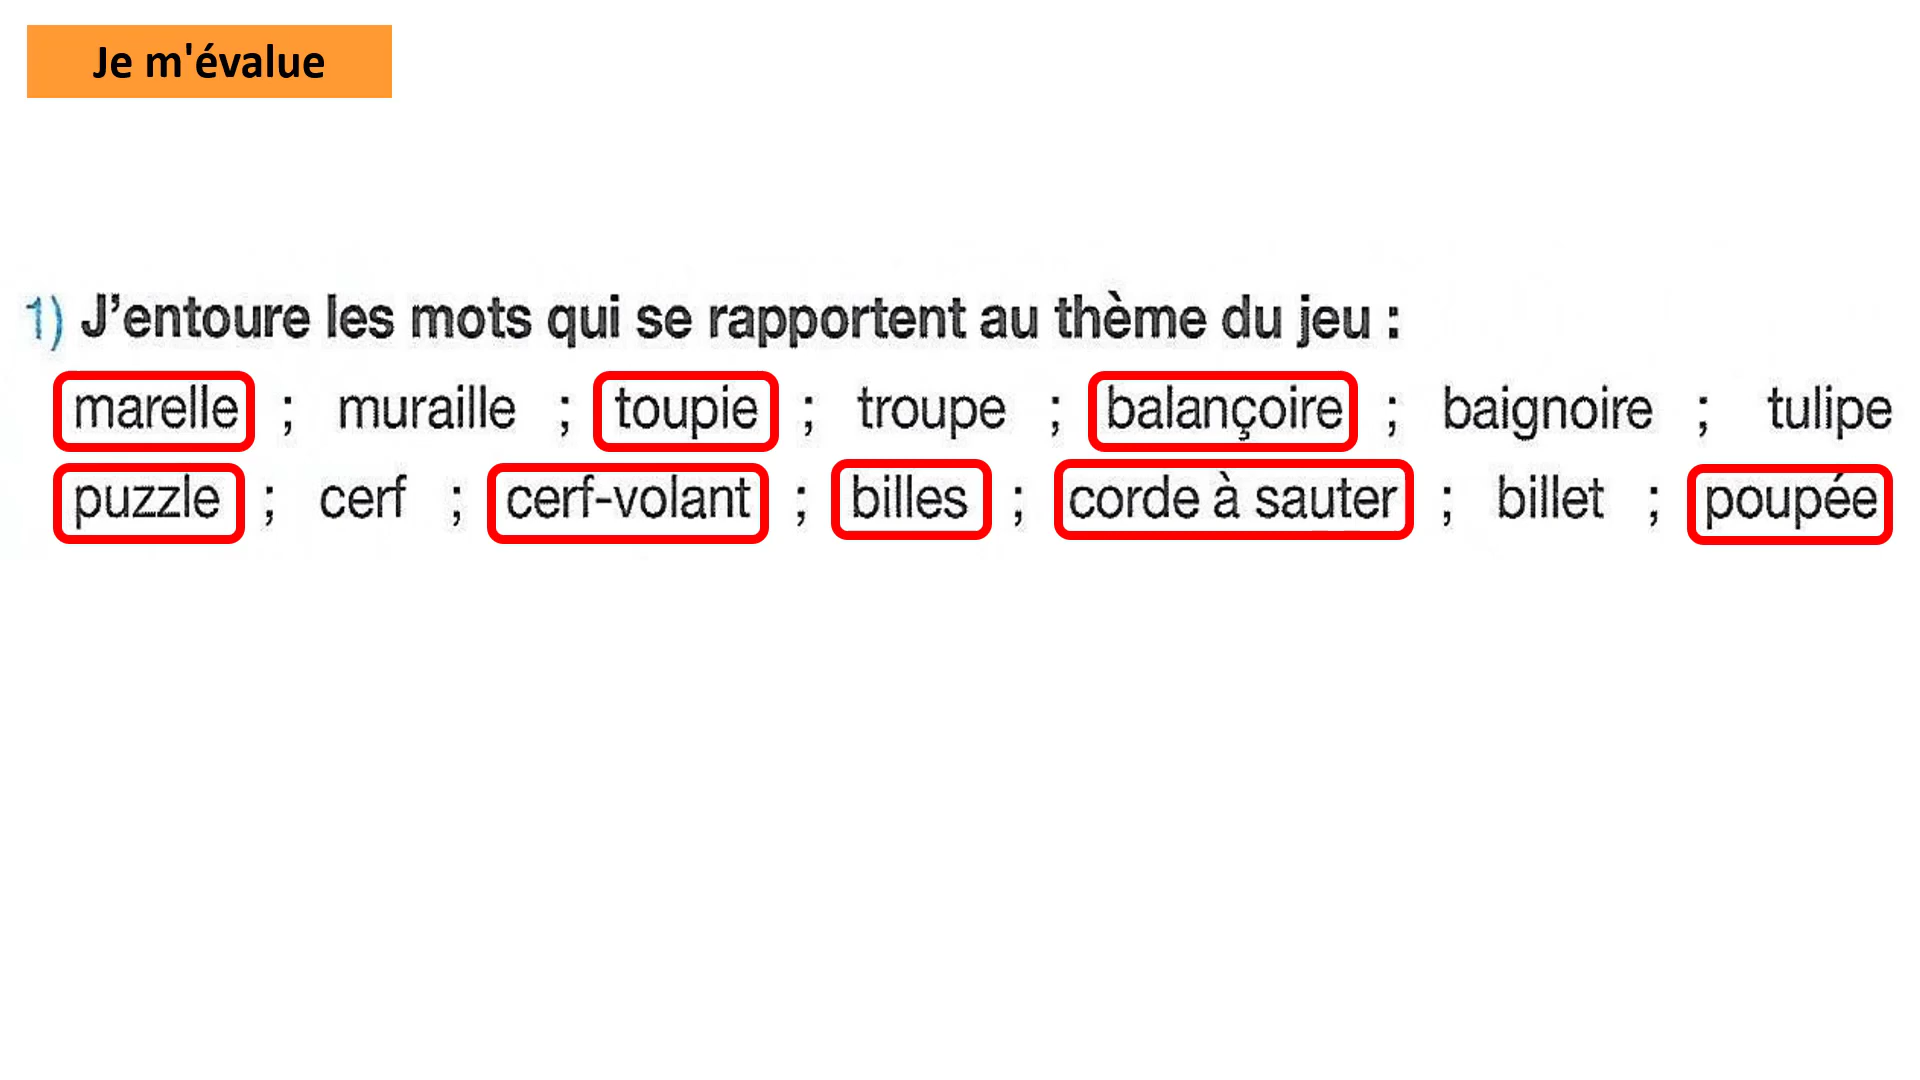 Je m'évalue
1) J’entoure les mots qui se rapportent au thème du jeu :
marelle ; muraille ; toupie ; troupe ; balançoire ; baignoire ; tulipe
puzzle ; cerf ; cerf-volant ; billes ; corde à sauter ; billet ; poupée